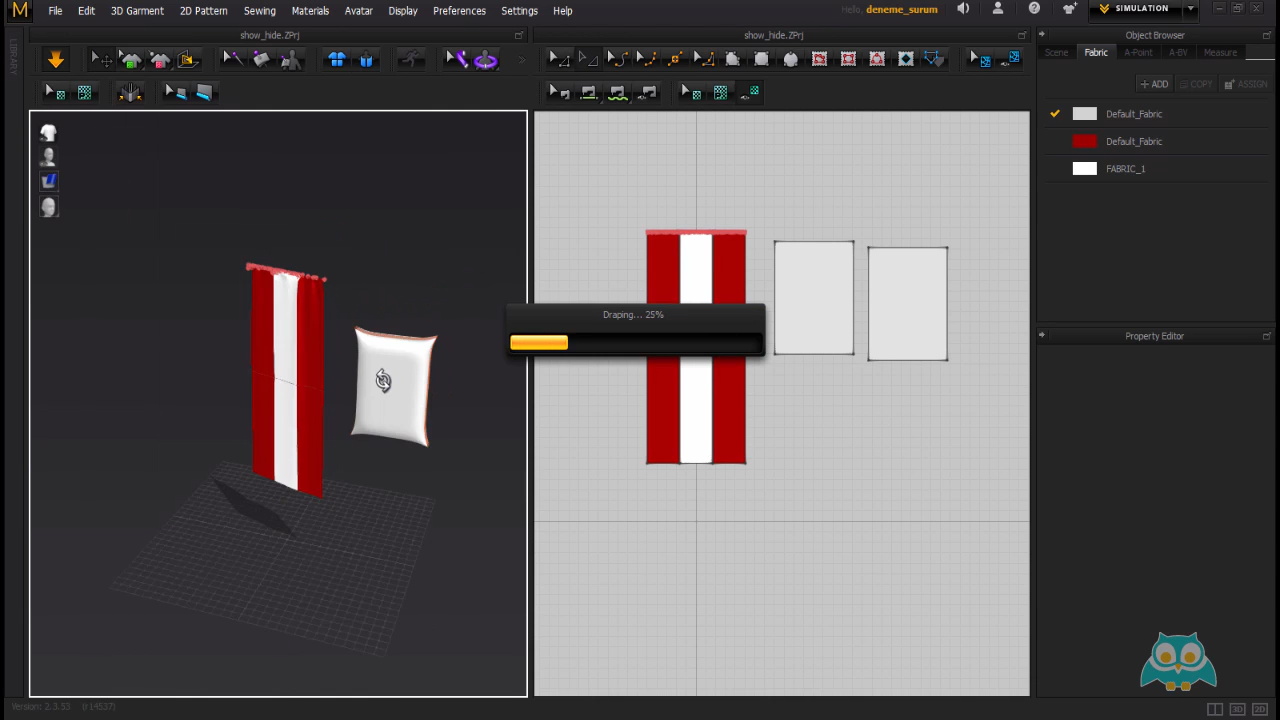 M File Edit 3D Garment 2D Pattern Sewing Materials Avatar Display Preferences Settings Help Hello, deneme_surum SIMULATION
show_hide.ZPrj
show_hide.ZPrj
Object Browser
Scene Fabric A-Point A-BV Measure
ADD COPY ASSIGN
Default_Fabric
Default_Fabric
FABRIC_1
LIBRARY
Draping... 25%
Property Editor
Version: 2.3.53 (r14537)
3D 2D